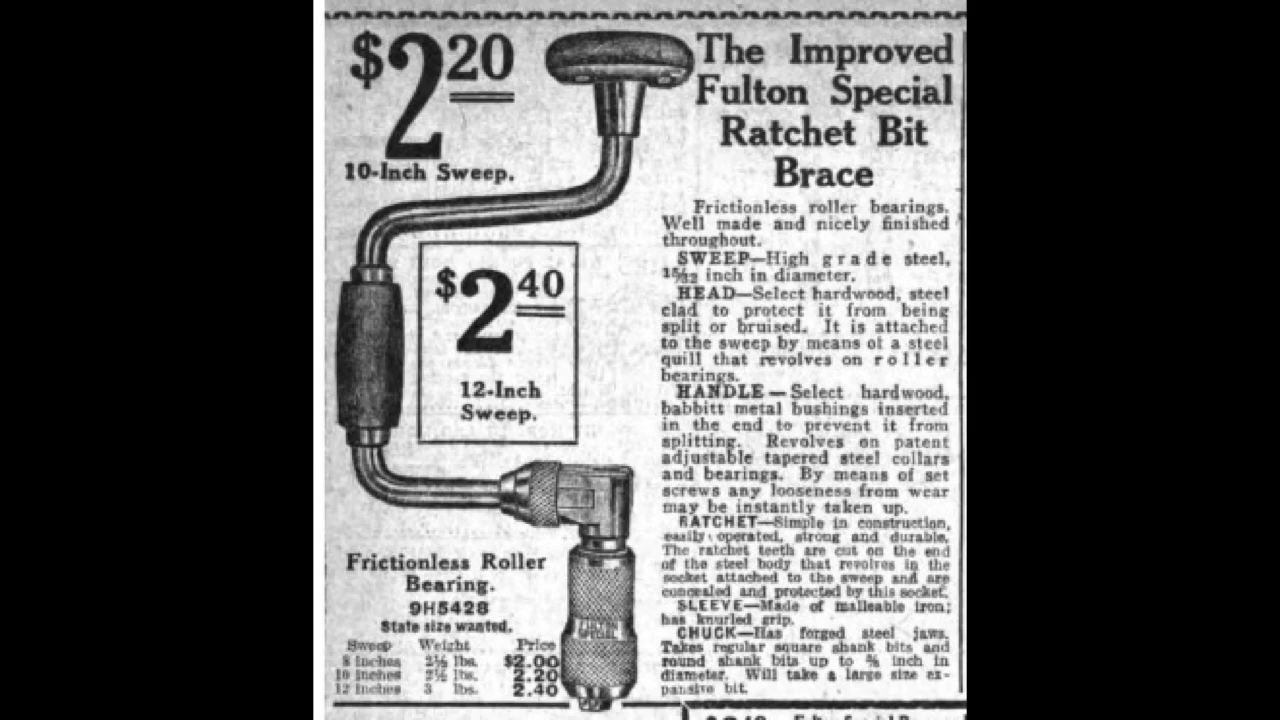 $2.20
10-Inch Sweep.
$2.40
12-Inch
Sweep.
Frictionless Roller
Bearing.
9H5428
State size wanted.
Sweep Weight Price
8 inches lbs. $2.00
10 inches 2½ lbs. 2.20
12 inches 3 lbs. 2.40
FULTON
SPECIAL
The Improved
Fulton Special
Ratchet Bit
Brace
Frictionless roller bearings.
Well made and nicely finished
throughout.
SWEEP—High grade steel,
15/32 inch in diameter.
HEAD—Select hardwood, steel
clad to protect it from being
split or bruised. It is attached
to the sweep by means of a steel
quill that revolves on roller
bearings.
HANDLE—Select hardwood,
babbitt metal bushings inserted
in the end to prevent it from
splitting. Revolves on patent
adjustable tapered steel collars
and bearings. By means of set
screws any looseness from wear
may be instantly taken up.
RATCHET—Simple in construction,
easily operated, strong and durable.
The ratchet teeth are cut on the end
of the steel body that revolves in the
socket attached to the sweep and are
concealed and protected by this socket.
SLEEVE—Made of malleable iron;
has knurled grip.
CHUCK—Has forged steel jaws.
Takes regular square shank bits and
round shank bits up to inch in
diameter. Will take a large size ex-
pansive bit.